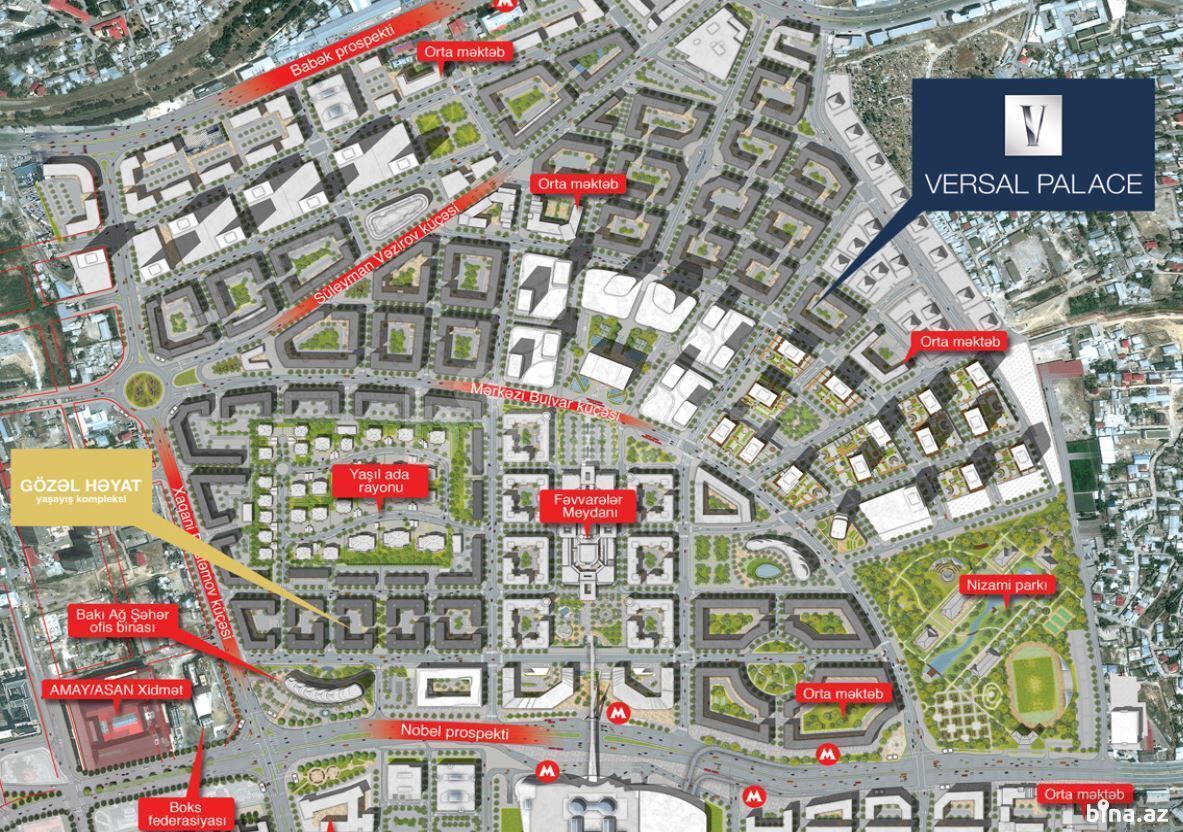 Babək prospekti
M
Orta məktəb
V
VERSAL PALACE
Orta məktəb
Süleyman Vəzirov küçəsi
Orta məktəb
Mərkəzi Bulvar küçəsi
GÖZƏL HƏYAT
yaşayış kompleksi
Yaşıl ada
rayonu
Fəvvarələr
Meydanı
Xaqani
küçəsi
Nizami parkı
Bakı Ağ Şəhər
ofis binası
AMAY/ASAN Xidmət
Orta məktəb
M
Nobel prospekti
M
M
M
Orta məktəb
Boks
federasiyası
bina.az